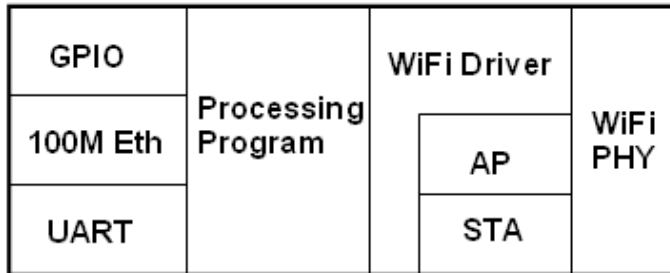 GPIO
100M Eth
UART
Processing
Program
WiFi Driver
AP
STA
WiFi
PHY